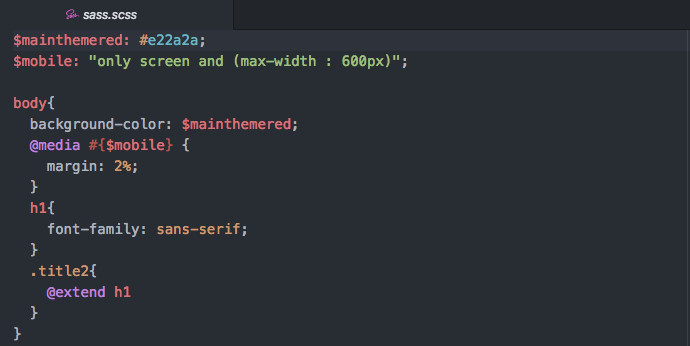 sass.scss
$mainthemered: #e22a2a;
$mobile: "only screen and (max-width : 600px)";
body{
background-color: $mainthemered;
@media #{$mobile} {
margin: 2%;
}
h1{
font-family: sans-serif;
}
.title2{
@extend h1
}
}